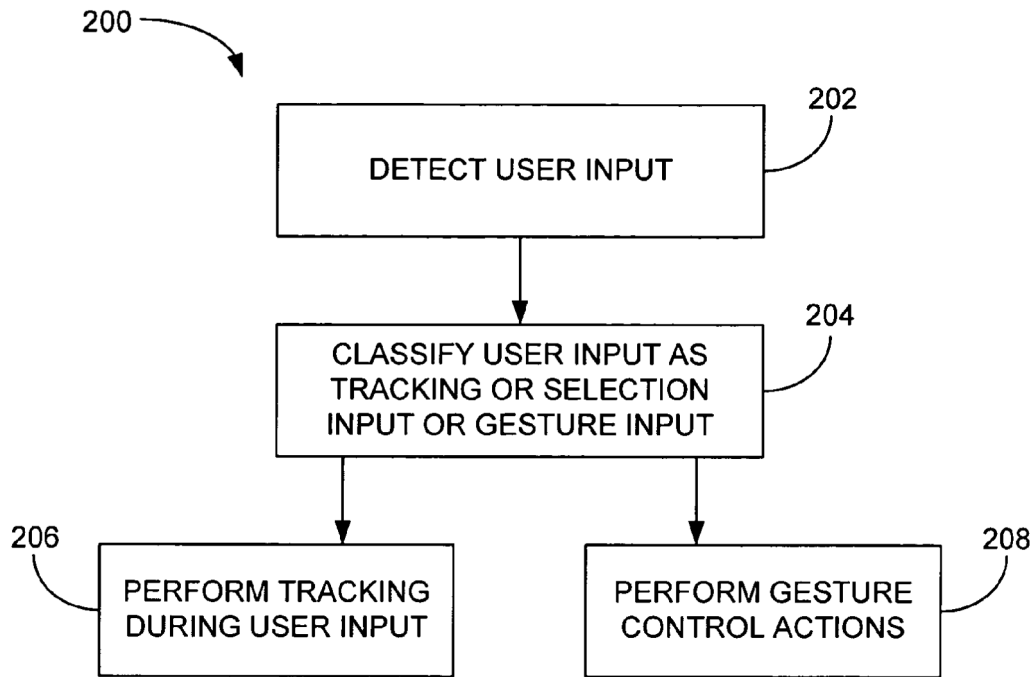 200
202
DETECT USER INPUT
204
CLASSIFY USER INPUT AS
TRACKING OR SELECTION
INPUT OR GESTURE INPUT
206
PERFORM TRACKING
DURING USER INPUT
208
PERFORM GESTURE
CONTROL ACTIONS